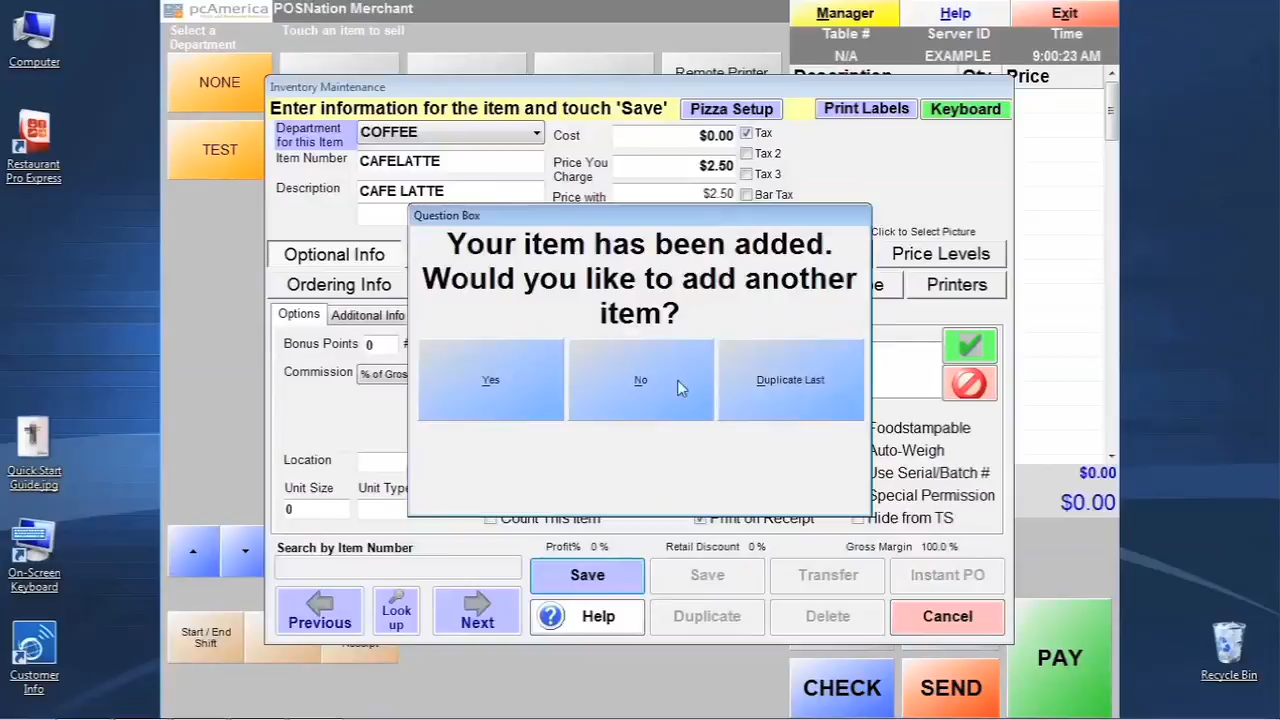 Computer
Restaurant
Pro Express
Quick Start
Guide.jpg
On-Screen
Keyboard
Customer
Info
Recycle Bin
pcAmerica POSNation Merchant
Select a
Department
Touch an item to sell
Manager Help Exit
Table # Server ID Time
N/A EXAMPLE 9:00:23 AM
NONE
TEST
Remote Printer
Description Qty Price
Inventory Maintenance
Enter information for the item and touch 'Save' Pizza Setup Print Labels Keyboard
Department
for this Item
COFFEE
Cost $0.00 Tax
Item Number CAFELATTE
Tax 2
Price You
Charge
$2.50
Tax 3
Description CAFE LATTE
Price with $2.50 Bar Tax
Click to Select Picture
Optional Info Price Levels
Ordering Info Printers
Question Box
Your item has been added.
Would you like to add another
item?
Yes No Duplicate Last
Options Additonal Info
Bonus Points 0 #
Commission % of Gros
Location
Unit Size Unit Type
0
Foodstampable
Auto-Weigh
Use Serial/Batch #
Special Permission
Count This Item Print on Receipt Hide from TS
$0.00
$0.00
Search by Item Number
Profit% 0 % Retail Discount 0 % Gross Margin 100.0 %
Save Save Transfer Instant PO
Previous Look
up Next Help Duplicate Delete Cancel
Start / End
Shift
Receipt
CHECK SEND PAY